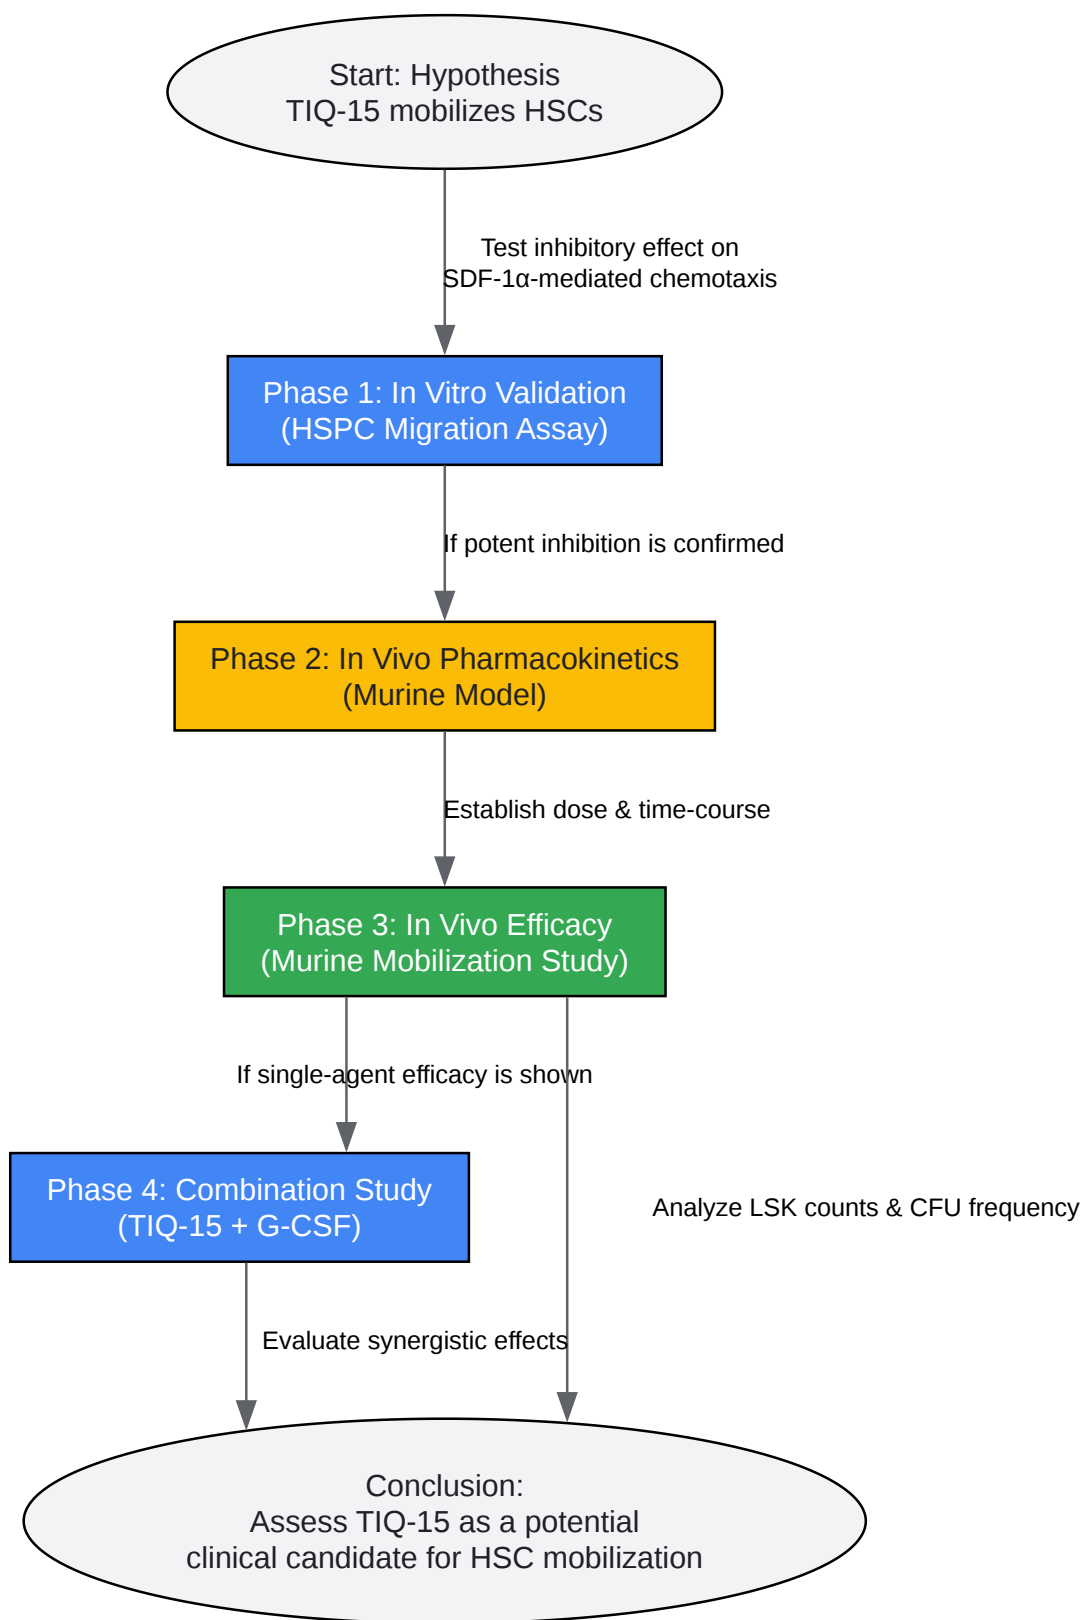 Start: Hypothesis
TIQ-15 mobilizes HSCs
Test inhibitory effect on
SDF-1α-mediated chemotaxis
Phase 1: In Vitro Validation
(HSPC Migration Assay)
If potent inhibition is confirmed
Phase 2: In Vivo Pharmacokinetics
(Murine Model)
Establish dose & time-course
Phase 3: In Vivo Efficacy
(Murine Mobilization Study)
If single-agent efficacy is shown
Phase 4: Combination Study
(TIQ-15 + G-CSF)
Analyze LSK counts & CFU frequency
Evaluate synergistic effects
Conclusion:
Assess TIQ-15 as a potential
clinical candidate for HSC mobilization